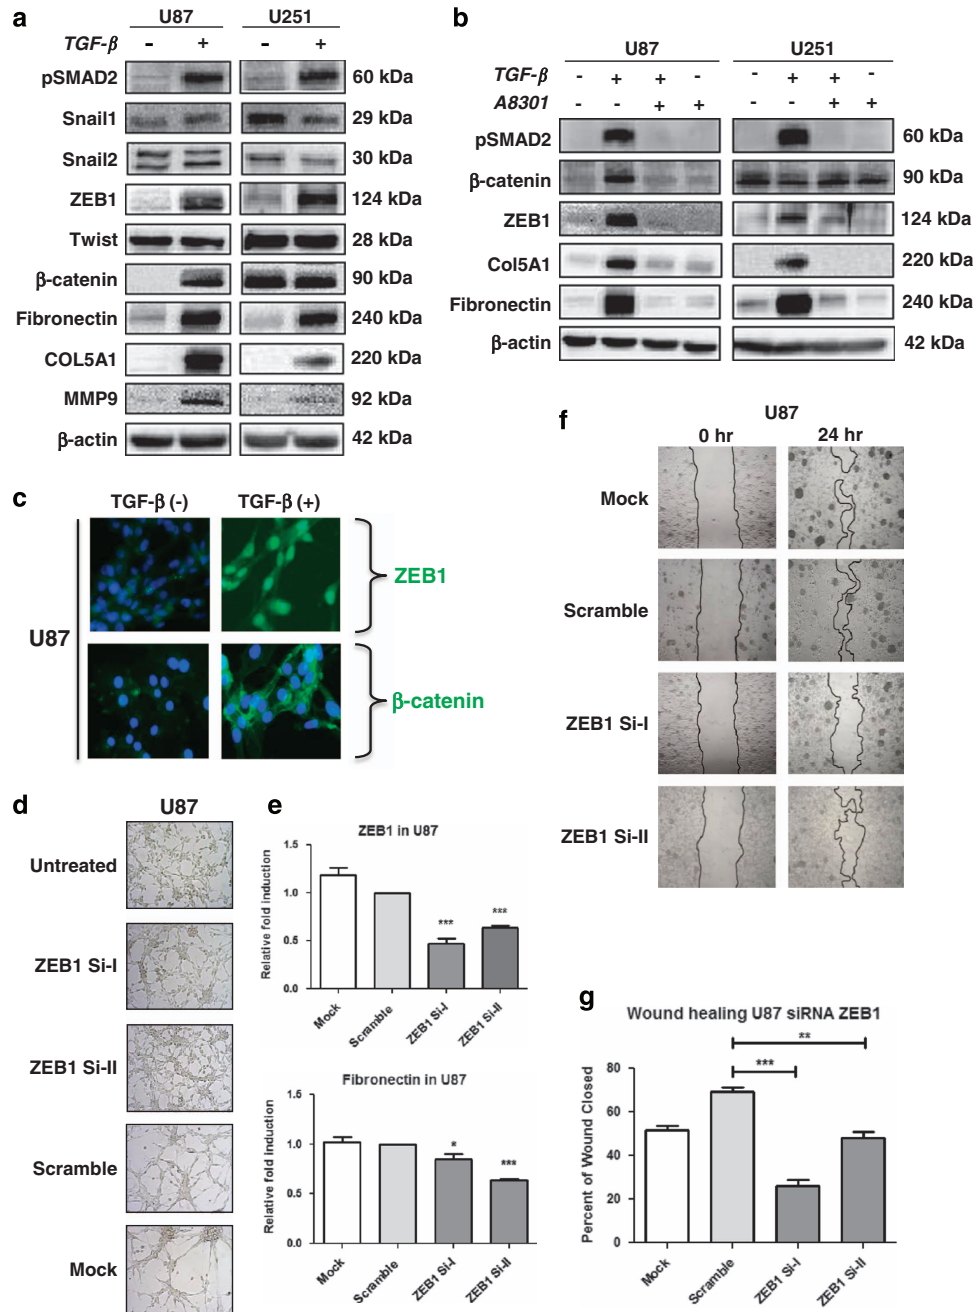 a
U87 U251
TGF-β - + - +
pSMAD2 60 kDa
Snail1 29 kDa
Snail2 30 kDa
ZEB1 124 kDa
Twist 28 kDa
β-catenin 90 kDa
Fibronectin 240 kDa
COL5A1 220 kDa
MMP9 92 kDa
β-actin 42 kDa
b
U87 U251
TGF-β - + + - - + + -
A8301 - - + + - - + +
pSMAD2 60 kDa
β-catenin 90 kDa
ZEB1 124 kDa
Col5A1 220 kDa
Fibronectin 240 kDa
β-actin 42 kDa
c
TGF-β (-) TGF-β (+)
U87
ZEB1
β-catenin
d
U87
Untreated
ZEB1 Si-I
ZEB1 Si-II
Scramble
Mock
e
ZEB1 in U87
Relative fold induction
1.5
1.0
0.5
0.0
*** ***
Mock Scramble ZEB1 Si-I ZEB1 Si-II
Fibronectin in U87
Relative fold induction
1.5
1.0
0.5
0.0
* ***
Mock Scramble ZEB1 Si-I ZEB1 Si-II
f
U87
0 hr 24 hr
Mock
Scramble
ZEB1 Si-I
ZEB1 Si-II
g
Wound healing U87 siRNA ZEB1
Percent of Wound Closed
80
60
40
20
0
**
***
Mock Scramble ZEB1 Si-I ZEB1 Si-II